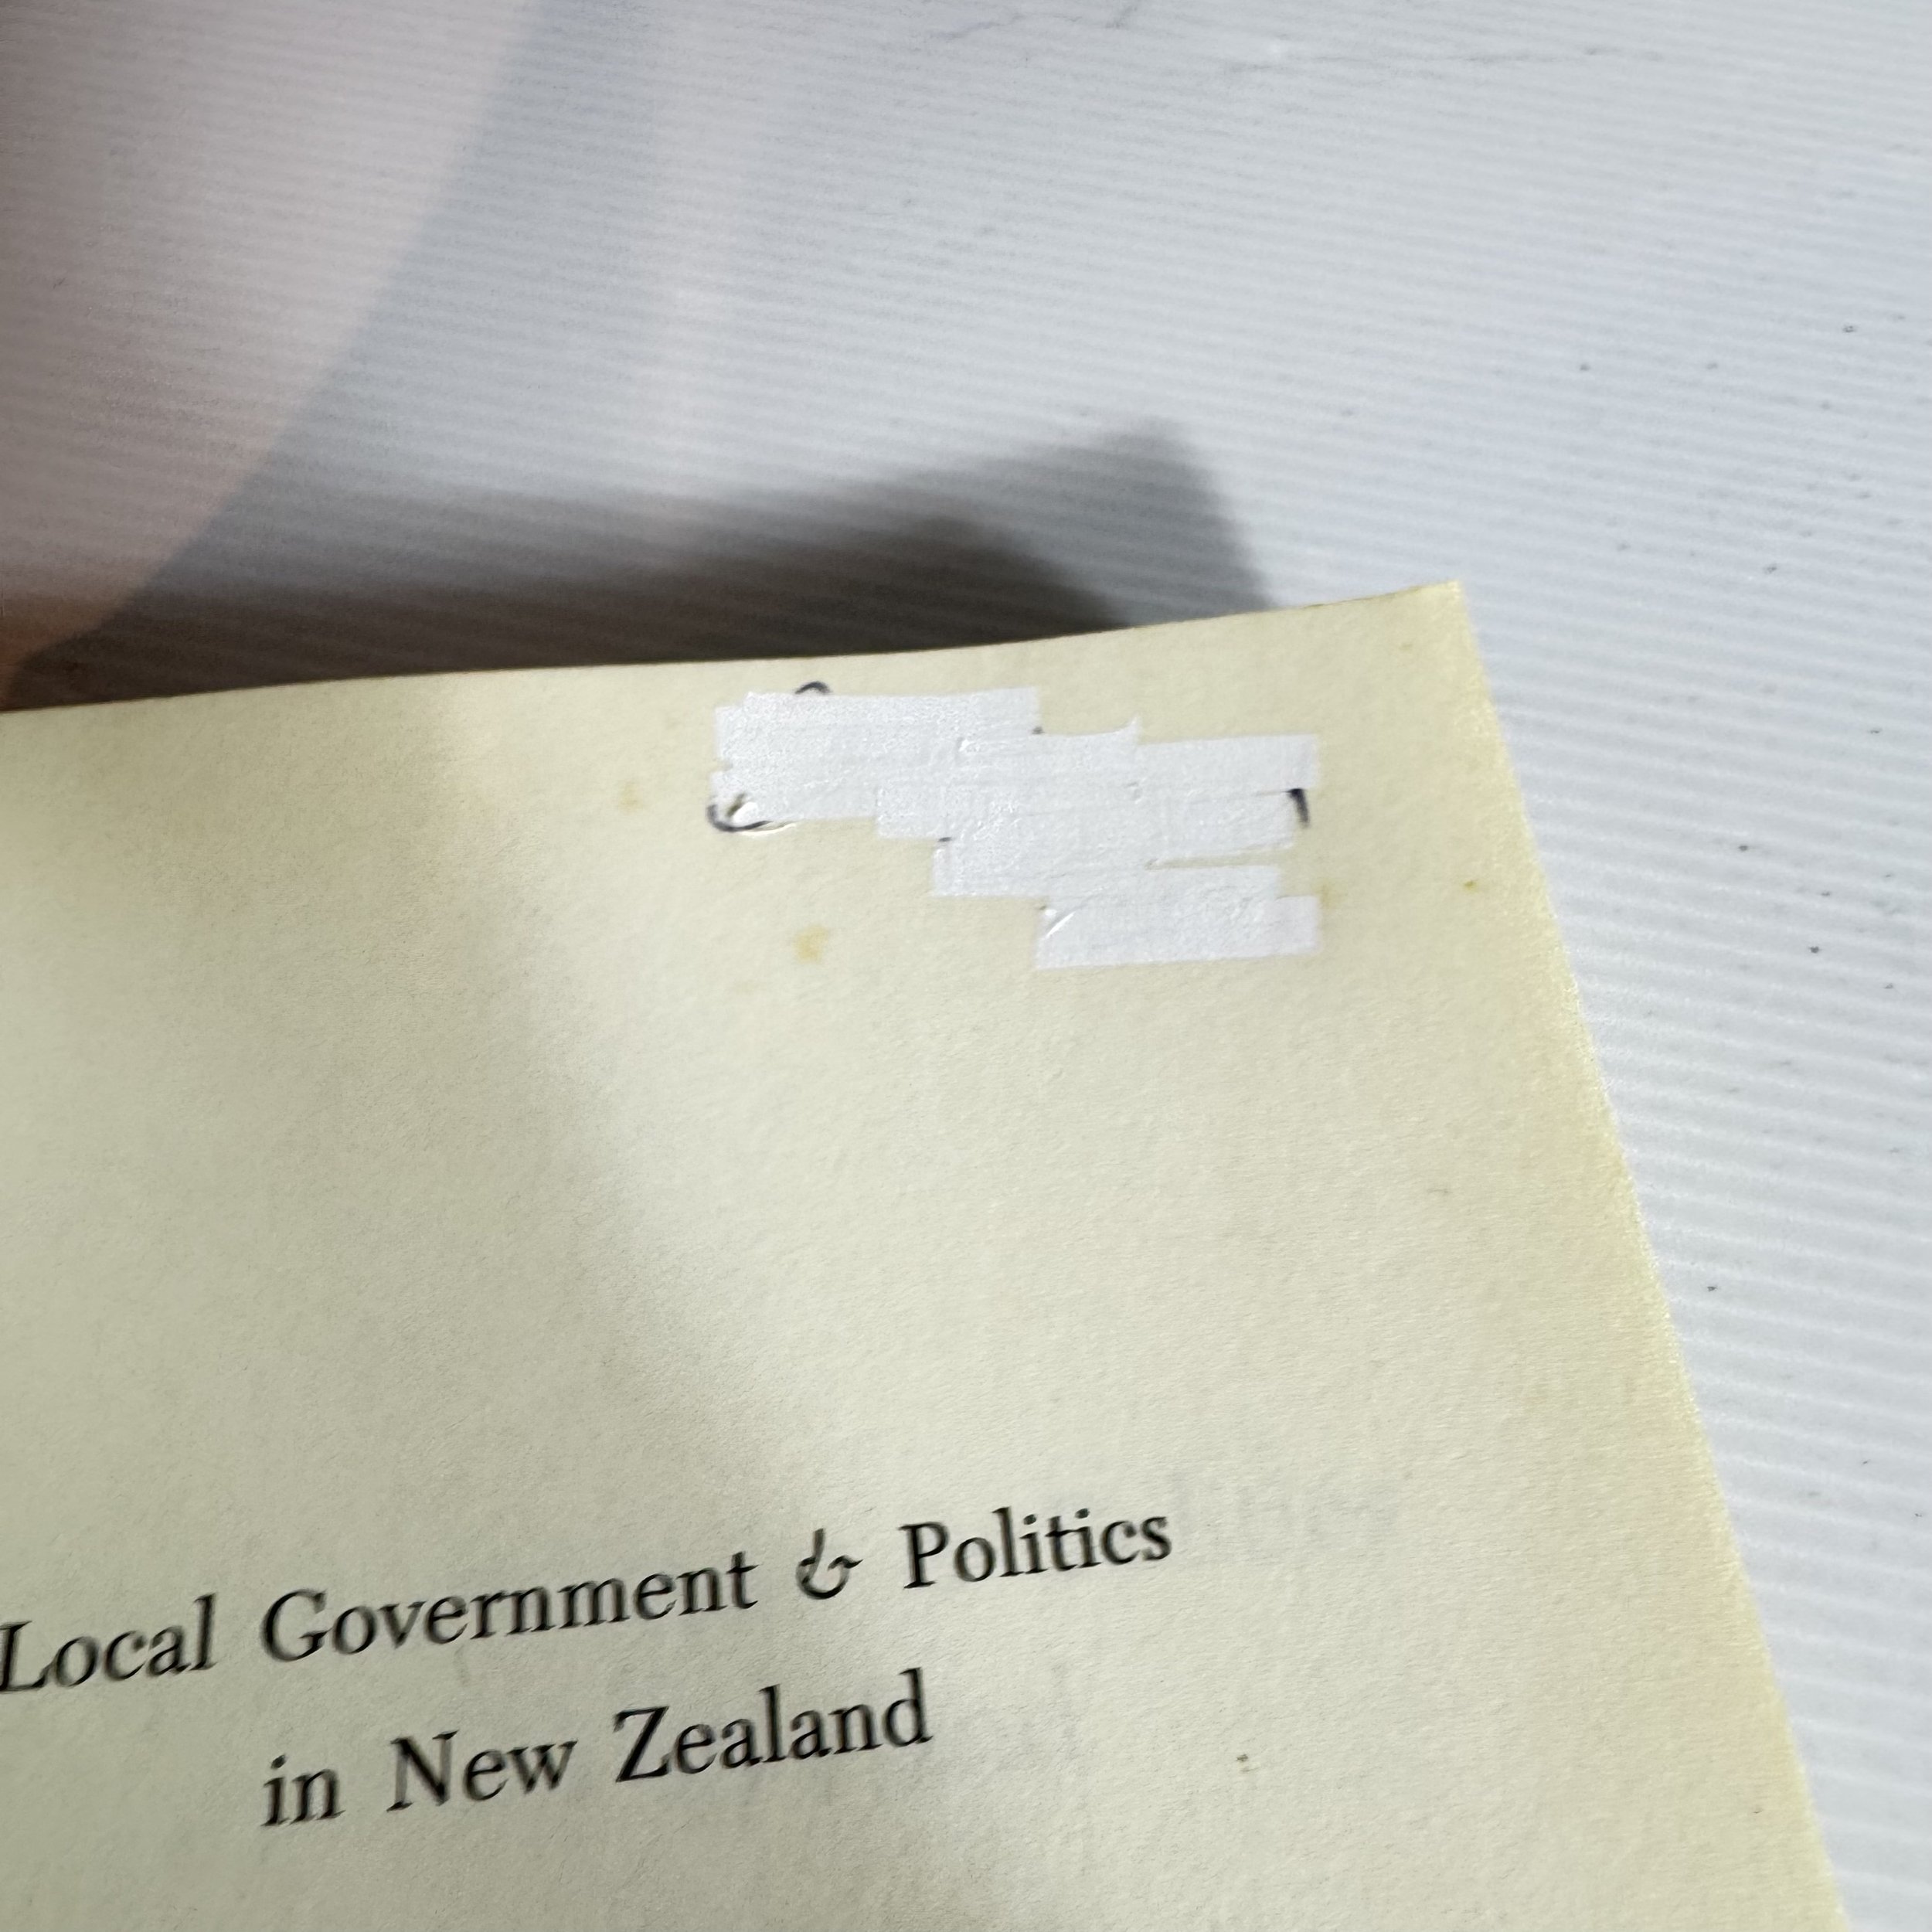 Local Government & Politics
in New Zealand